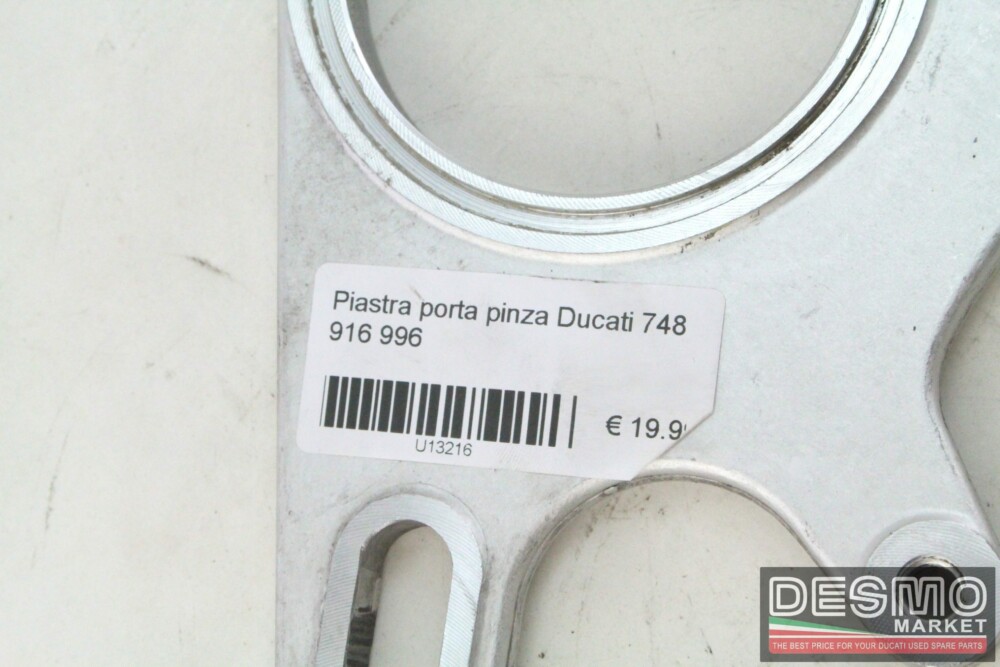 Piastra porta pinza Ducati 748
916 996
€ 19.9
U13216
DESMO
MARKET
THE BEST PRICE FOR YOUR DUCATI USED SPARE PARTS